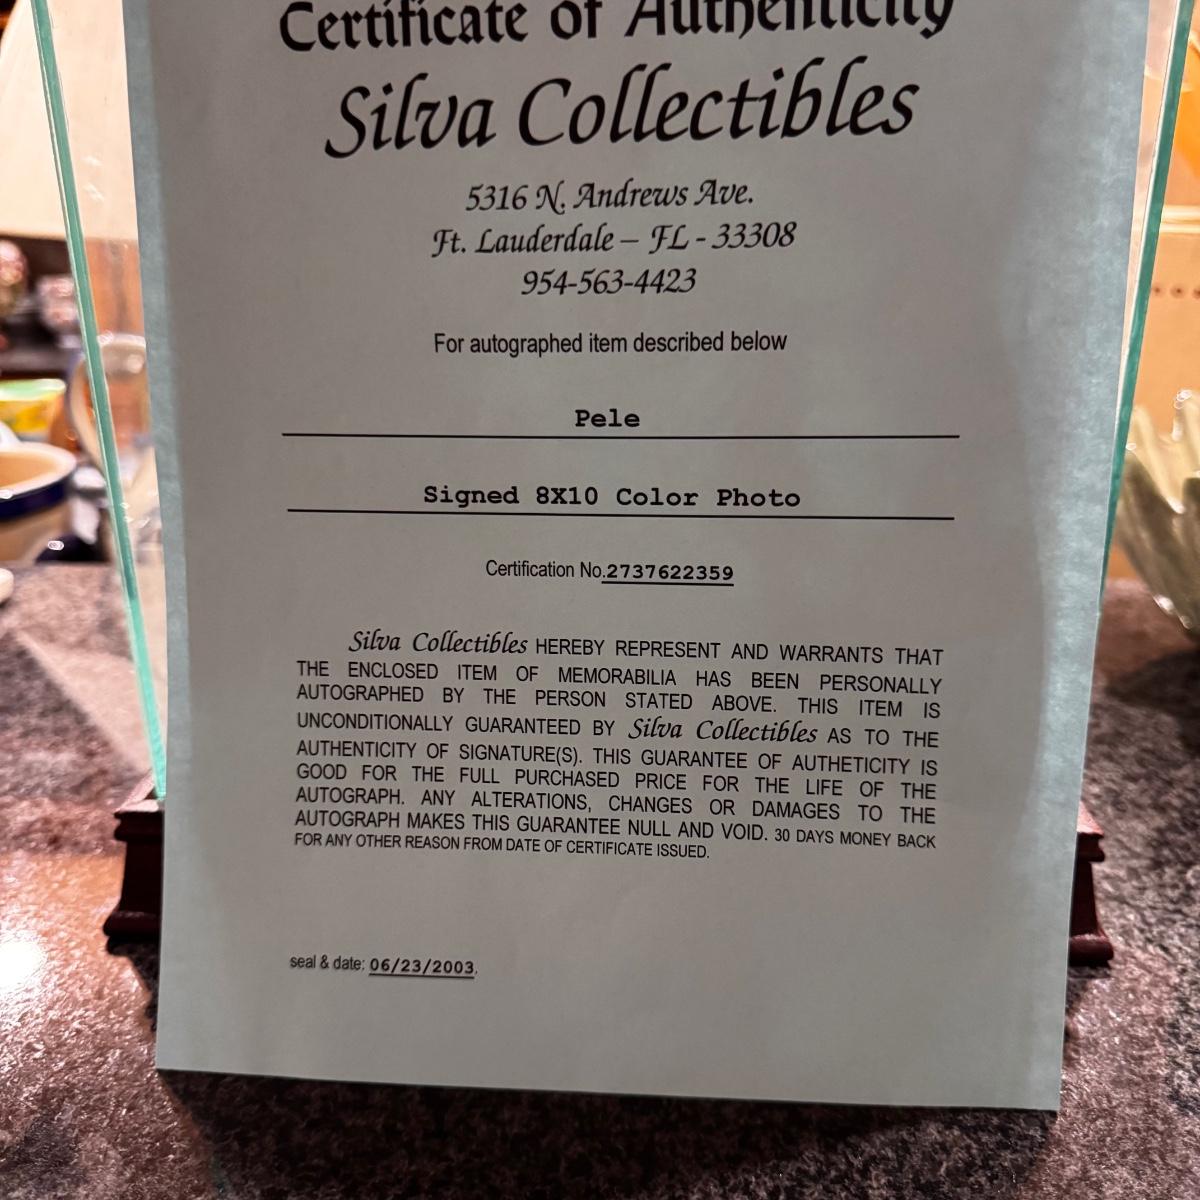 Certificate of Authenticity
Silva Collectibles
5316 N. Andrews Ave.
Ft. Lauderdale – FL - 33308
954-563-4423
For autographed item described below
Pele
Signed 8X10 Color Photo
Certification No.2737622359
Silva Collectibles HEREBY REPRESENT AND WARRANTS THAT
THE ENCLOSED ITEM OF MEMORABILIA HAS BEEN PERSONALLY
AUTOGRAPHED BY THE PERSON STATED ABOVE. THIS ITEM IS
UNCONDITIONALLY GUARANTEED BY Silva Collectibles AS TO THE
AUTHENTICITY OF SIGNATURE(S). THIS GUARANTEE OF AUTHETICITY IS
GOOD FOR THE FULL PURCHASED PRICE FOR THE LIFE OF THE
AUTOGRAPH. ANY ALTERATIONS, CHANGES OR DAMAGES TO THE
AUTOGRAPH MAKES THIS GUARANTEE NULL AND VOID. 30 DAYS MONEY BACK
FOR ANY OTHER REASON FROM DATE OF CERTIFICATE ISSUED.
seal & date: 06/23/2003.